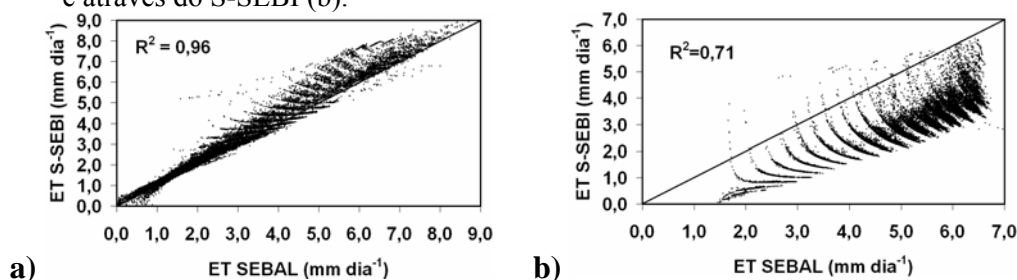 e através do S-SEBI (b).
a)
R² = 0,96
ET S-SEBI (mm dia⁻¹)
9,0
8,0
7,0
6,0
5,0
4,0
3,0
2,0
1,0
0,0
0,0 1,0 2,0 3,0 4,0 5,0 6,0 7,0 8,0 9,0
ET SEBAL (mm dia⁻¹)
b)
R²=0,71
ET S-SEBI (mm dia⁻¹)
7,0
6,0
5,0
4,0
3,0
2,0
1,0
0,0
0,0 1,0 2,0 3,0 4,0 5,0 6,0 7,0
ET SEBAL (mm dia⁻¹)